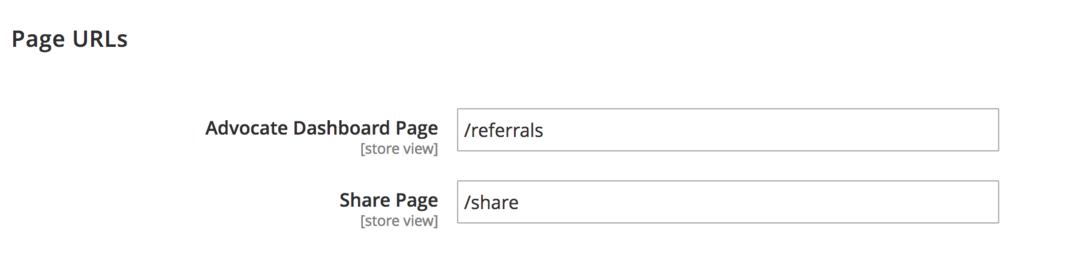 Page URLs
Advocate Dashboard Page
/referrals
[store view]
Share Page
/share
[store view]